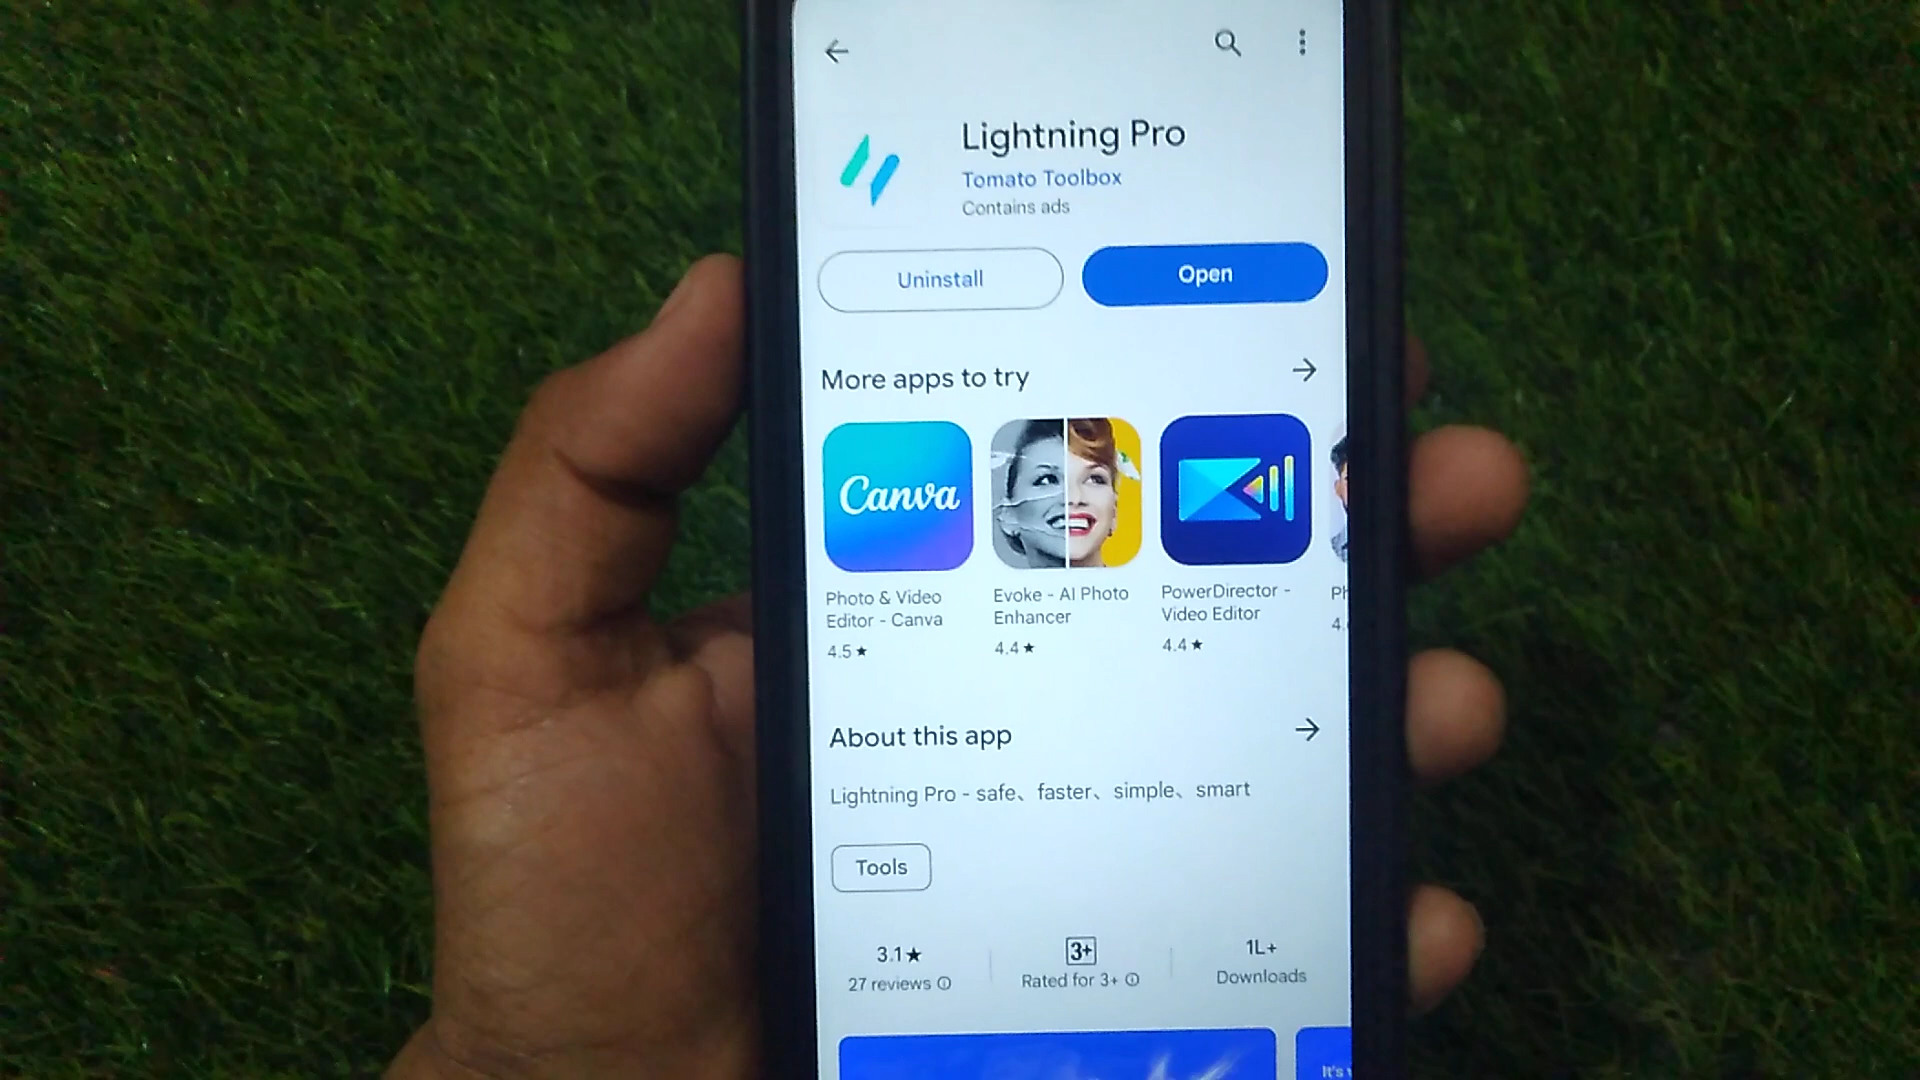 Lightning Pro
Tomato Toolbox
Contains ads
Uninstall
Open
More apps to try
Canva
Photo & Video
Editor - Canva
4.5★
Evoke - AI Photo
Enhancer
4.4★
PowerDirector -
Video Editor
4.4★
About this app
Lightning Pro - safe、faster、simple、smart
Tools
3.1★
27 reviews
3+
Rated for 3+
1L+
Downloads
It's